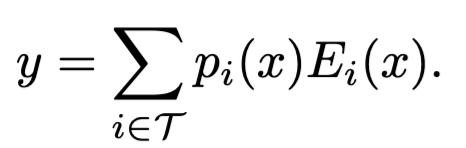 $y = \sum_{i \in \mathcal{T}} p_i(x) E_i(x).$